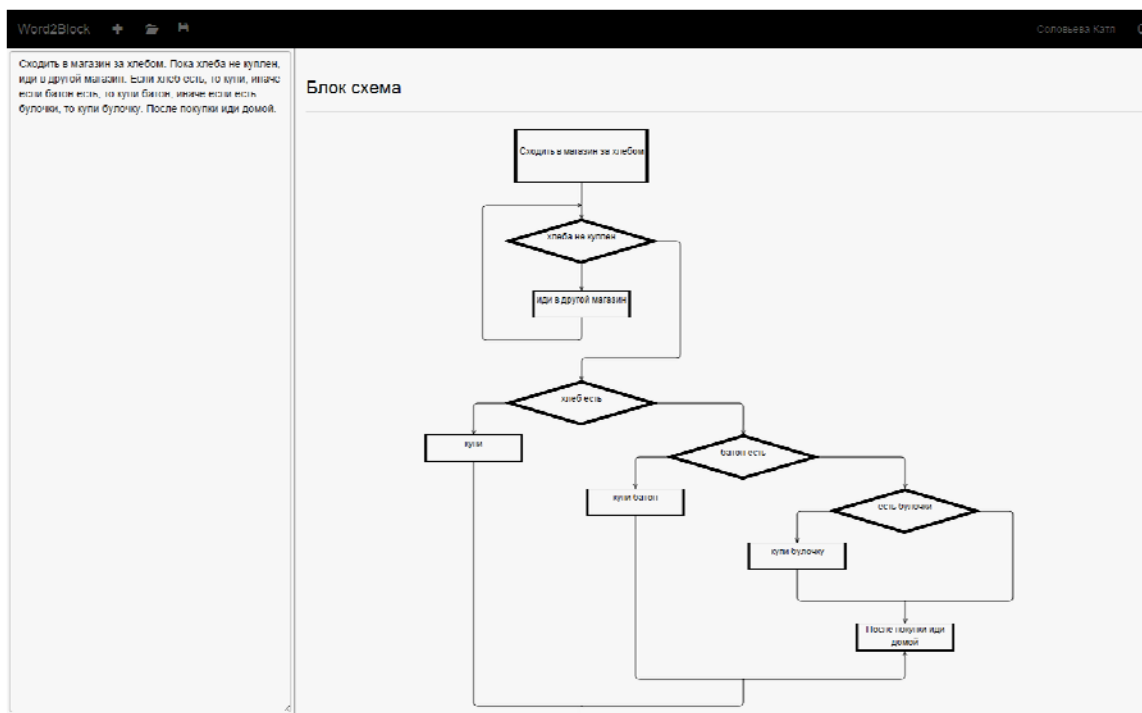 Word2Block
Соловьева Катя
Сходить в магазин за хлебом. Пока хлеба не куплен,
иди в другой магазин. Если хлеб есть, то купи, иначе
если батон есть, то купи батон, иначе если есть
булочки, то купи булочку. После покупки иди домой.
Блок схема
Сходить в магазин за хлебом
хлеба не куплен
иди в другой магазин
хлеб есть
купи
батон есть
купи батон
есть булочки
купи булочку
После покупки иди
домой